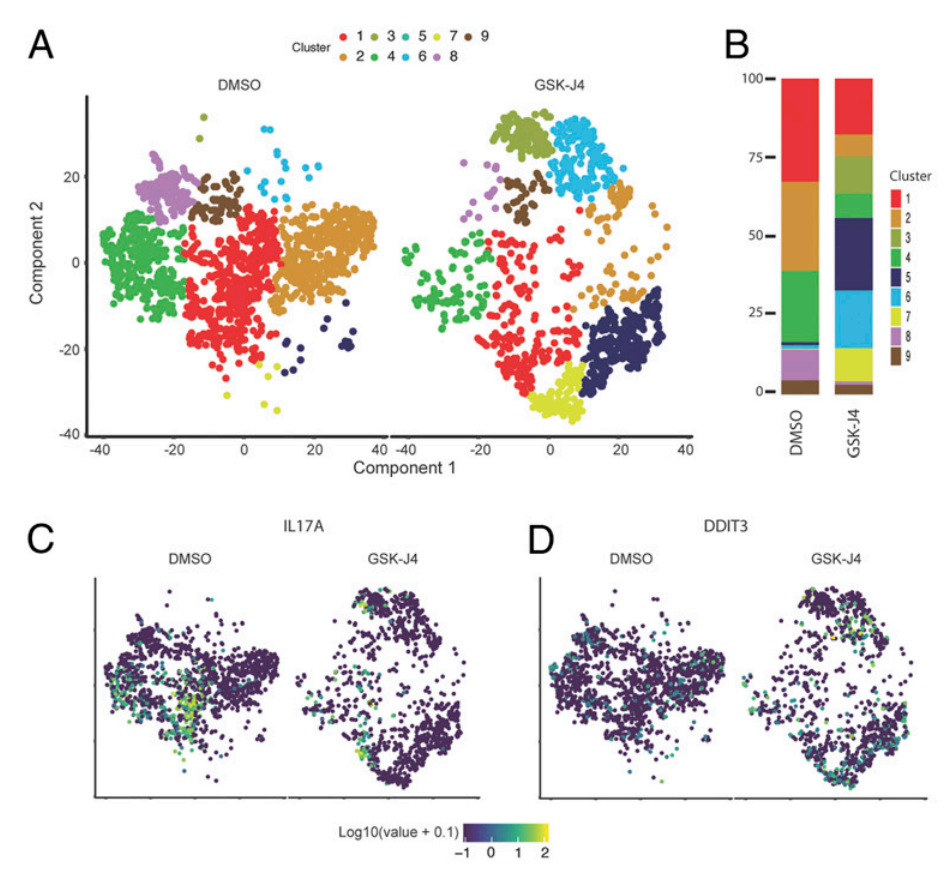 A
Cluster 1 3 5 7 9
2 4 6 8
DMSO GSK-J4
Component 2
20
0
-20
-40
-40 -20 0 20 40 -40 -20 0 20 40
Component 1
B
100
75
50
25
0
DMSO GSK-J4
Cluster
1
2
3
4
5
6
7
8
9
C
IL17A
DMSO GSK-J4
D
DDIT3
DMSO GSK-J4
Log10(value + 0.1)
-1 0 1 2